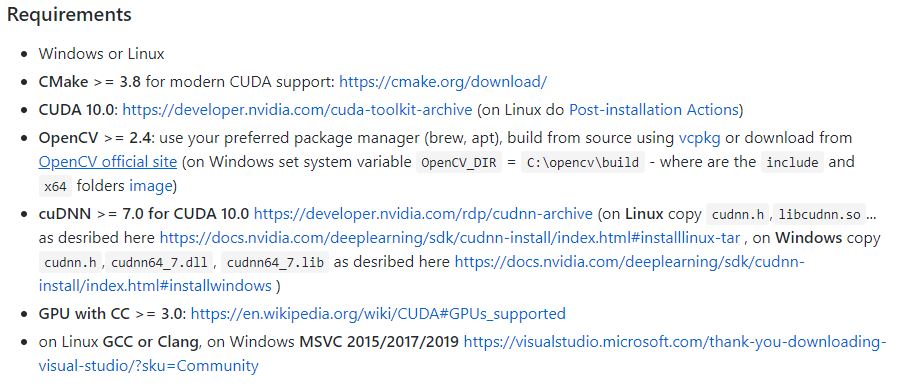 Requirements
• Windows or Linux
• CMake >= 3.8 for modern CUDA support: https://cmake.org/download/
• CUDA 10.0: https://developer.nvidia.com/cuda-toolkit-archive (on Linux do Post-installation Actions)
• OpenCV >= 2.4: use your preferred package manager (brew, apt), build from source using vcpkg or download from
OpenCV official site (on Windows set system variable OpenCV_DIR = C:\opencv\build - where are the include and
x64 folders image)
• cuDNN >= 7.0 for CUDA 10.0 https://developer.nvidia.com/rdp/cudnn-archive (on Linux copy cudnn.h , libcudnn.so ...
as desribed here https://docs.nvidia.com/deeplearning/sdk/cudnn-install/index.html#installlinux-tar , on Windows copy
cudnn.h , cudnn64_7.dll , cudnn64_7.lib as desribed here https://docs.nvidia.com/deeplearning/sdk/cudnn-
install/index.html#installwindows )
• GPU with CC >= 3.0: https://en.wikipedia.org/wiki/CUDA#GPUs_supported
• on Linux GCC or Clang, on Windows MSVC 2015/2017/2019 https://visualstudio.microsoft.com/thank-you-downloading-
visual-studio/?sku=Community